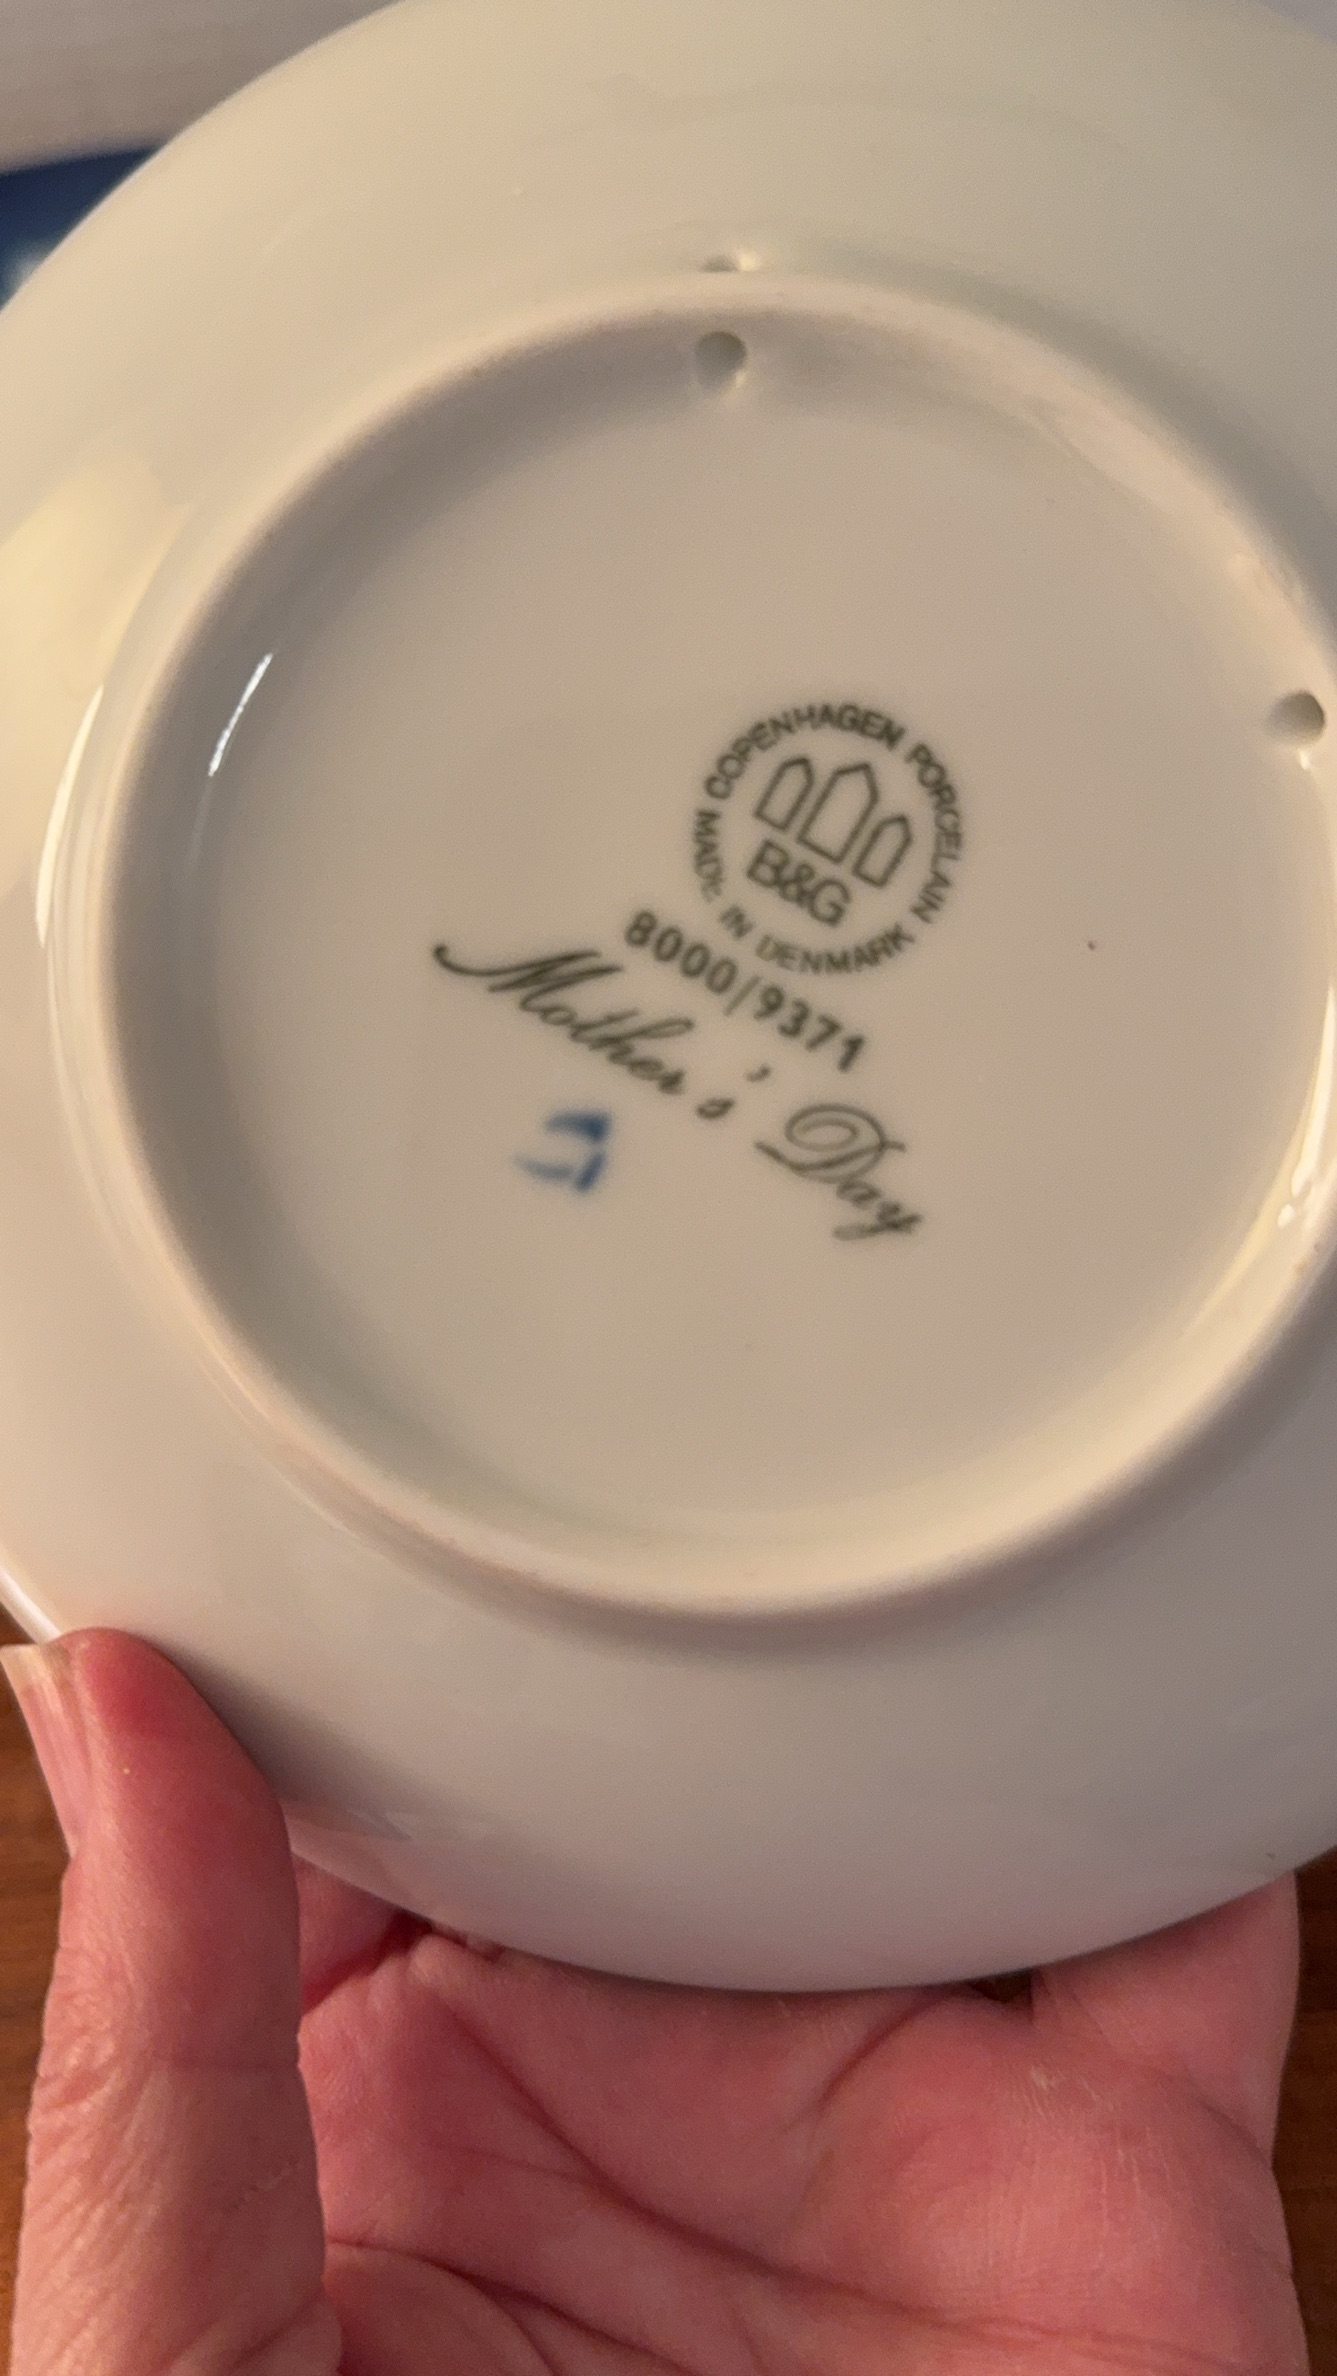 COPENHAGEN PORCELAIN
B&G
MADE IN DENMARK
8000/9371
Mother's Day